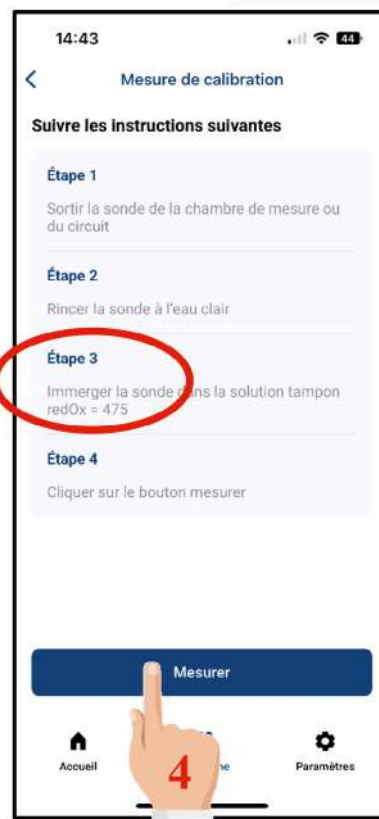 14:43
44
Mesure de calibration
Suivre les instructions suivantes
Étape 1
Sortir la sonde de la chambre de mesure ou
du circuit
Étape 2
Rincer la sonde à l'eau clair
Étape 3
Immerger la sonde dans la solution tampon
redOx = 475
Étape 4
Cliquer sur le bouton mesurer
Mesurer
4
Accueil
Paramètres